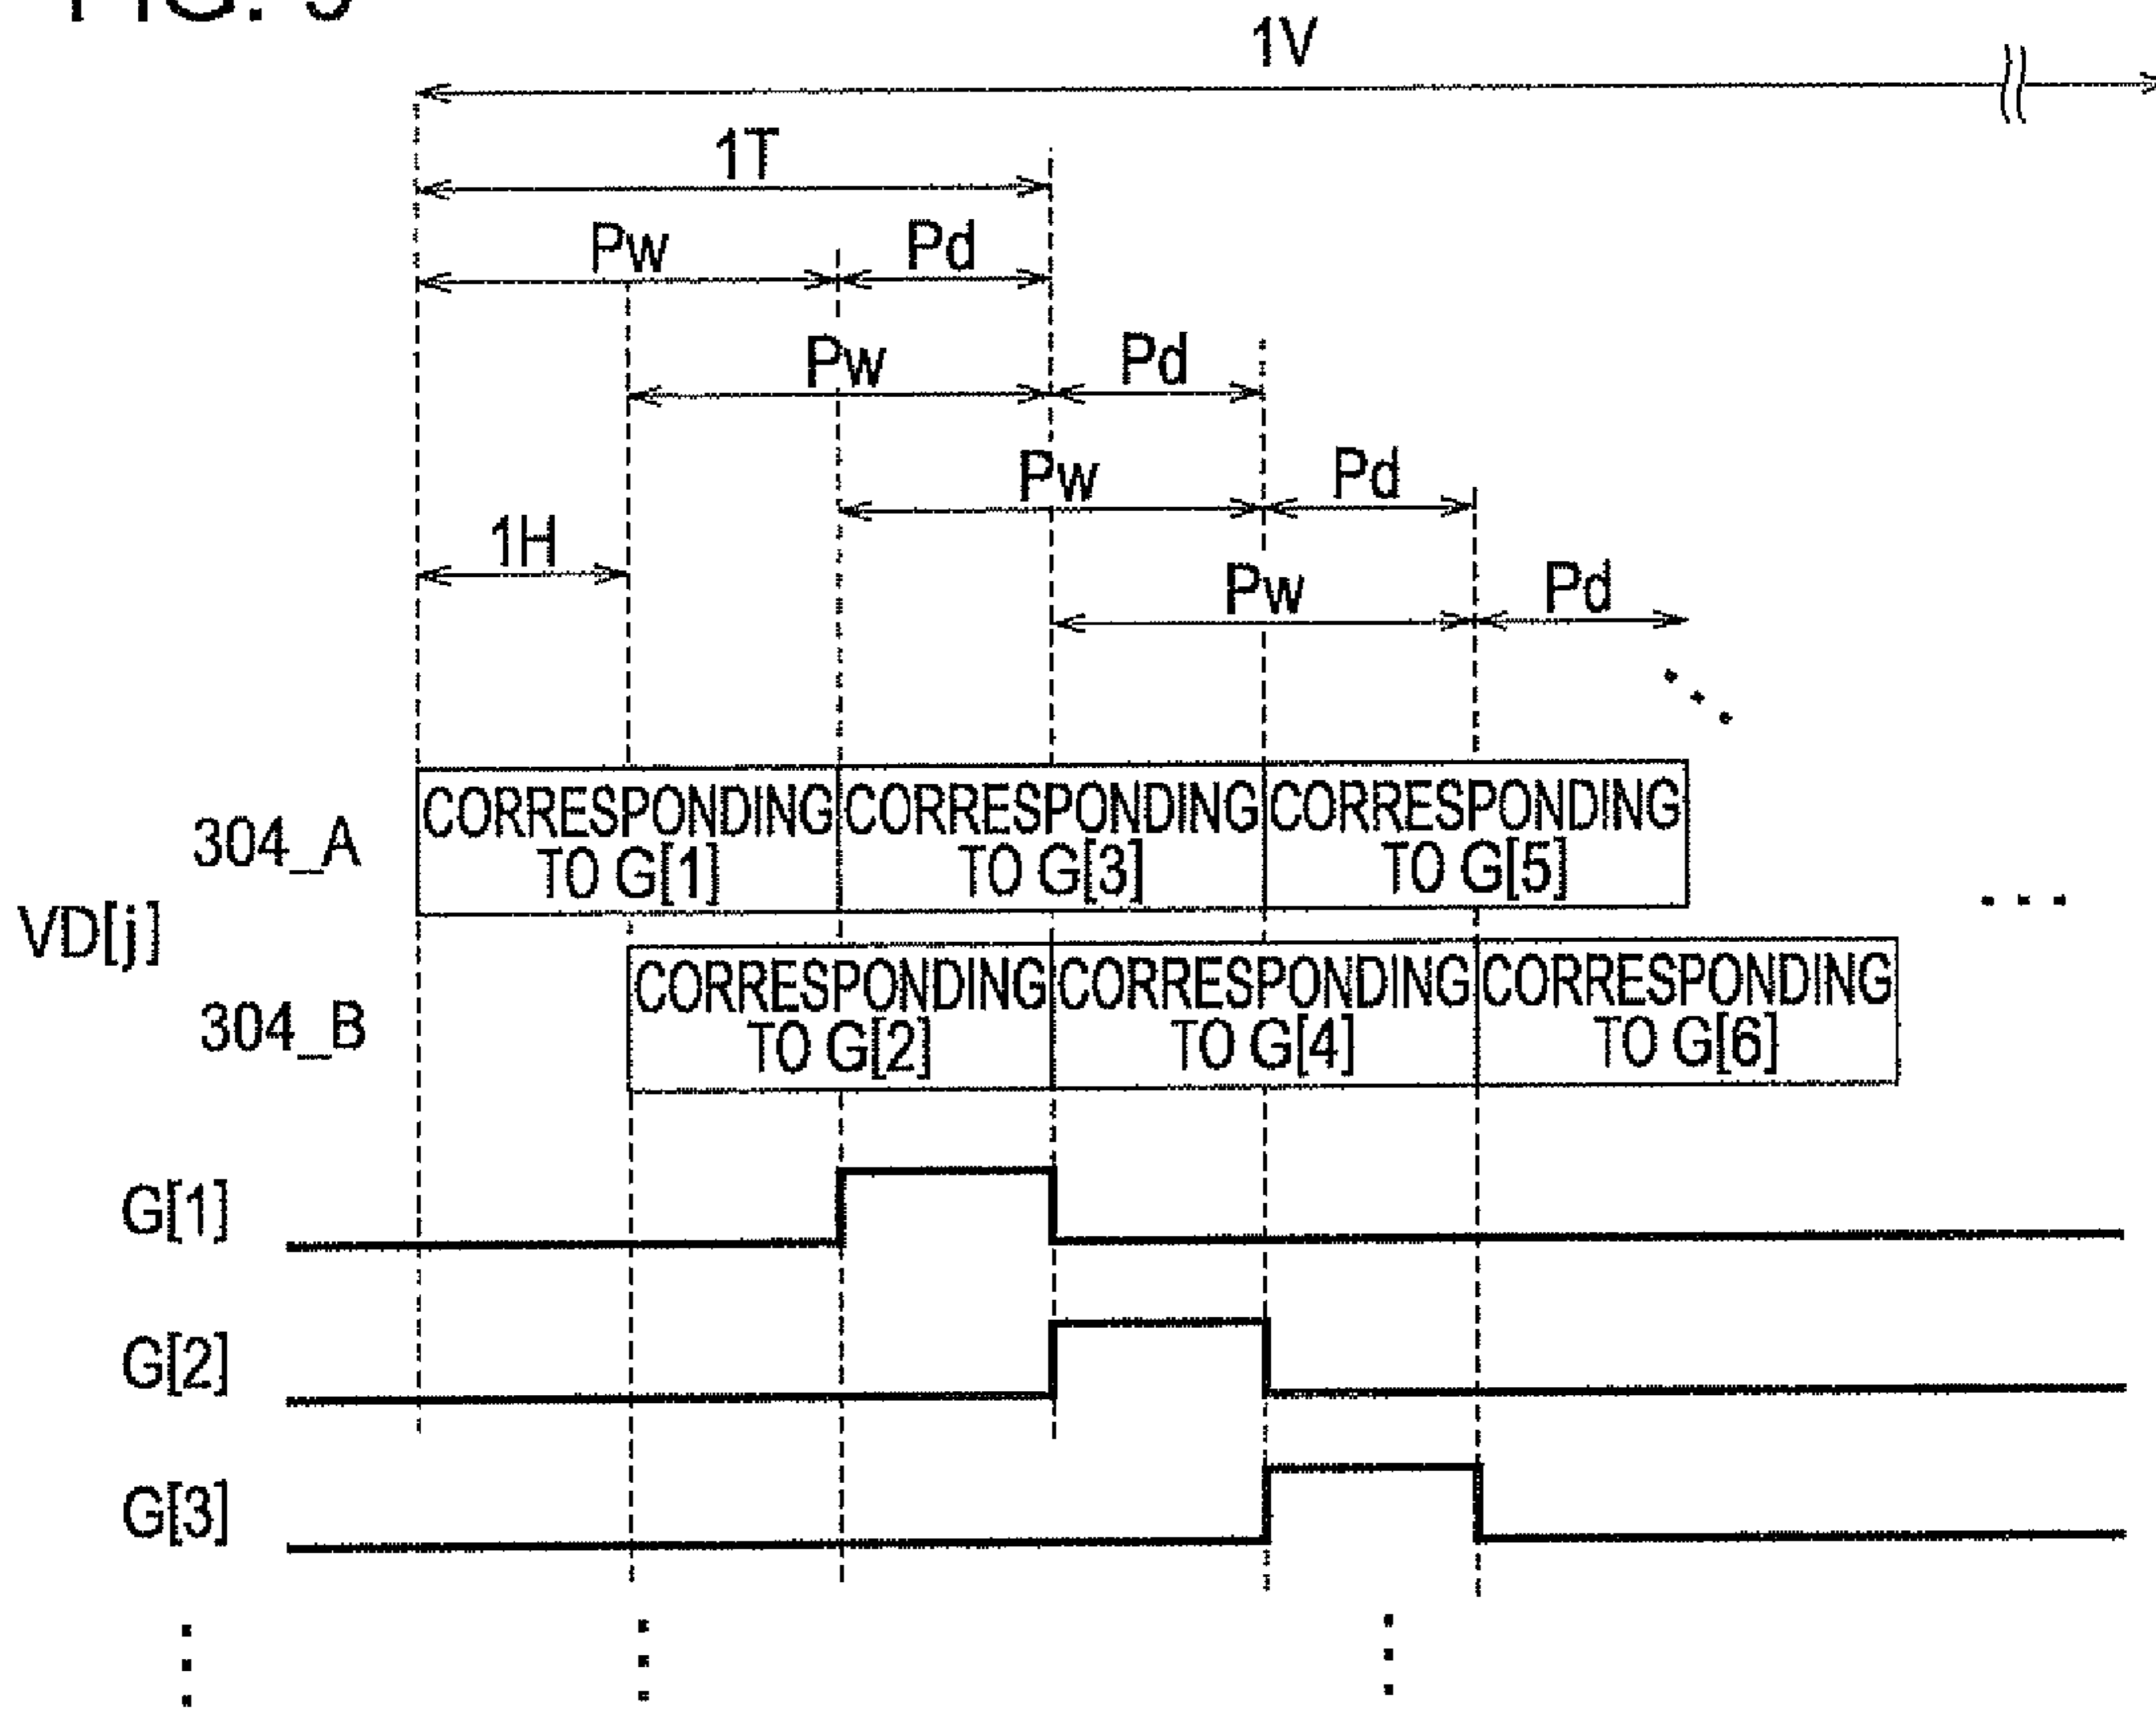 1V
1T
Pw Pd
Pw Pd
Pw Pd
1H
Pw Pd
304_A
CORRESPONDING TO G[1]
CORRESPONDING TO G[3]
CORRESPONDING TO G[5]
VD[j]
304_B
CORRESPONDING TO G[2]
CORRESPONDING TO G[4]
CORRESPONDING TO G[6]
G[1]
G[2]
G[3]